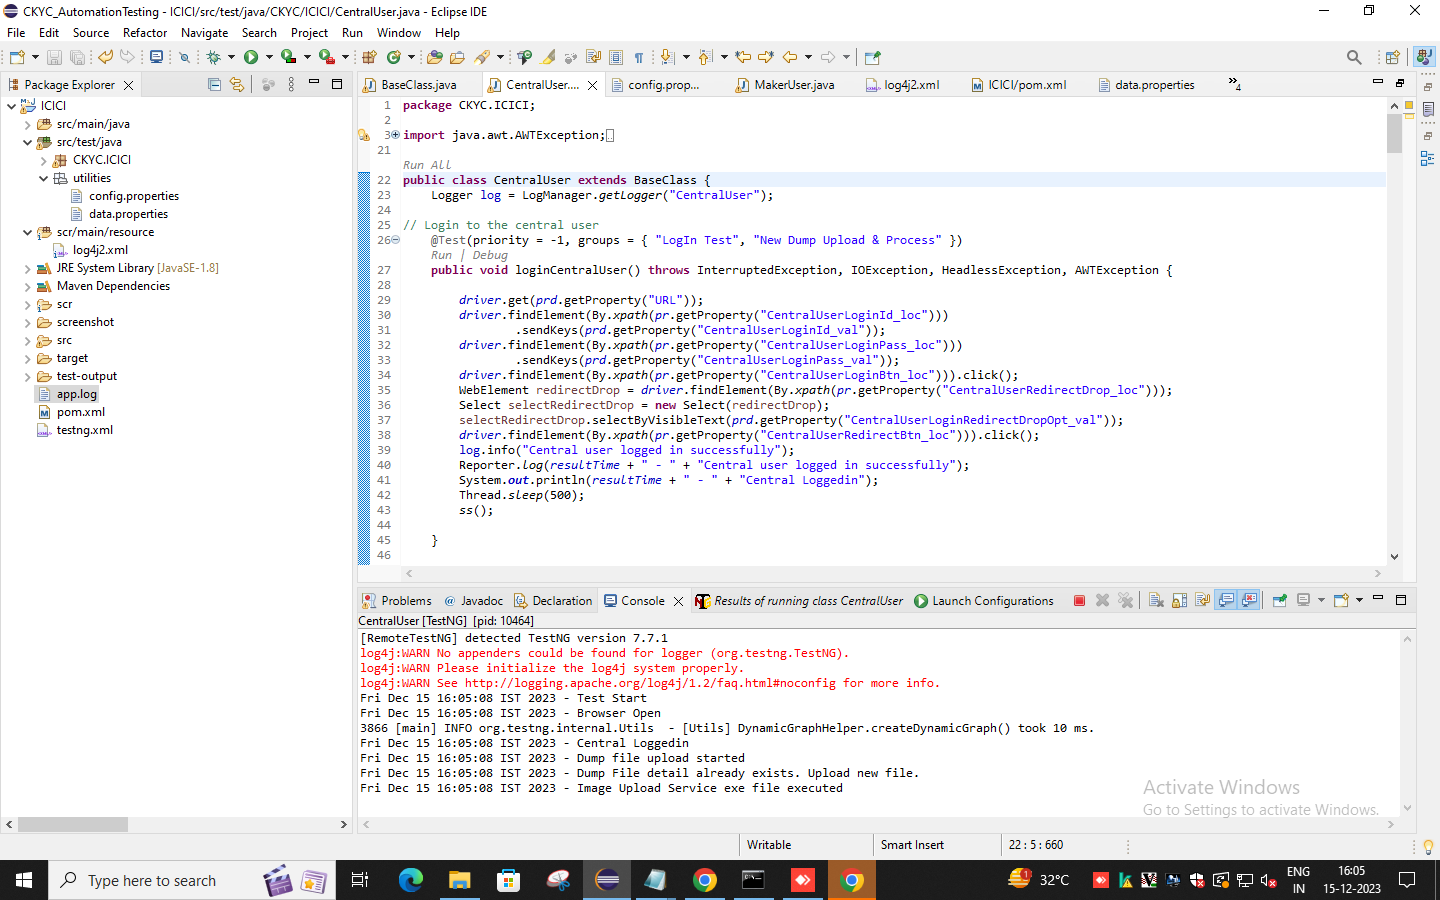 CKYC_AutomationTesting - ICICI/src/test/java/CKYC/ICICI/CentralUser.java - Eclipse IDE
File Edit Source Refactor Navigate Search Project Run Window Help
Package Explorer
ICICI
src/main/java
src/test/java
CKYC.ICICI
utilities
config.properties
data.properties
scr/main/resource
log4j2.xml
JRE System Library [JavaSE-1.8]
Maven Dependencies
scr
screenshot
src
target
test-output
app.log
pom.xml
testng.xml
BaseClass.java CentralUser.... config.prop... MakerUser.java log4j2.xml ICICI/pom.xml data.properties »4
1 package CKYC.ICICI;
2
3 import java.awt.AWTException;
21
Run All
22 public class CentralUser extends BaseClass {
23 Logger log = LogManager.getLogger("CentralUser");
24
25 // Login to the central user
26 @Test(priority = -1, groups = { "LogIn Test", "New Dump Upload & Process" })
Run | Debug
27 public void loginCentralUser() throws InterruptedException, IOException, HeadlessException, AWTException {
28
29 driver.get(prd.getProperty("URL"));
30 driver.findElement(By.xpath(pr.getProperty("CentralUserLoginId_loc")))
31 .sendKeys(prd.getProperty("CentralUserLoginId_val"));
32 driver.findElement(By.xpath(pr.getProperty("CentralUserLoginPass_loc")))
33 .sendKeys(prd.getProperty("CentralUserLoginPass_val"));
34 driver.findElement(By.xpath(pr.getProperty("CentralUserLoginBtn_loc"))).click();
35 WebElement redirectDrop = driver.findElement(By.xpath(pr.getProperty("CentralUserRedirectDrop_loc")));
36 Select selectRedirectDrop = new Select(redirectDrop);
37 selectRedirectDrop.selectByVisibleText(prd.getProperty("CentralUserLoginRedirectDropOpt_val"));
38 driver.findElement(By.xpath(pr.getProperty("CentralUserRedirectBtn_loc"))).click();
39 log.info("Central user logged in successfully");
40 Reporter.log(resultTime + " - " + "Central user logged in successfully");
41 System.out.println(resultTime + " - " + "Central Loggedin");
42 Thread.sleep(500);
43 ss();
44
45 }
46
Problems @ Javadoc Declaration Console Results of running class CentralUser Launch Configurations
CentralUser [TestNG] [pid: 10464]
[RemoteTestNG] detected TestNG version 7.7.1
log4j:WARN No appenders could be found for logger (org.testng.TestNG).
log4j:WARN Please initialize the log4j system properly.
log4j:WARN See http://logging.apache.org/log4j/1.2/faq.html#noconfig for more info.
Fri Dec 15 16:05:08 IST 2023 - Test Start
Fri Dec 15 16:05:08 IST 2023 - Browser Open
3866 [main] INFO org.testng.internal.Utils - [Utils] DynamicGraphHelper.createDynamicGraph() took 10 ms.
Fri Dec 15 16:05:08 IST 2023 - Central Loggedin
Fri Dec 15 16:05:08 IST 2023 - Dump file upload started
Fri Dec 15 16:05:08 IST 2023 - Dump File detail already exists. Upload new file.
Fri Dec 15 16:05:08 IST 2023 - Image Upload Service exe file executed
Activate Windows
Go to Settings to activate Windows.
Writable Smart Insert 22 : 5 : 660
Type here to search
32°C
ENG
IN
16:05
15-12-2023